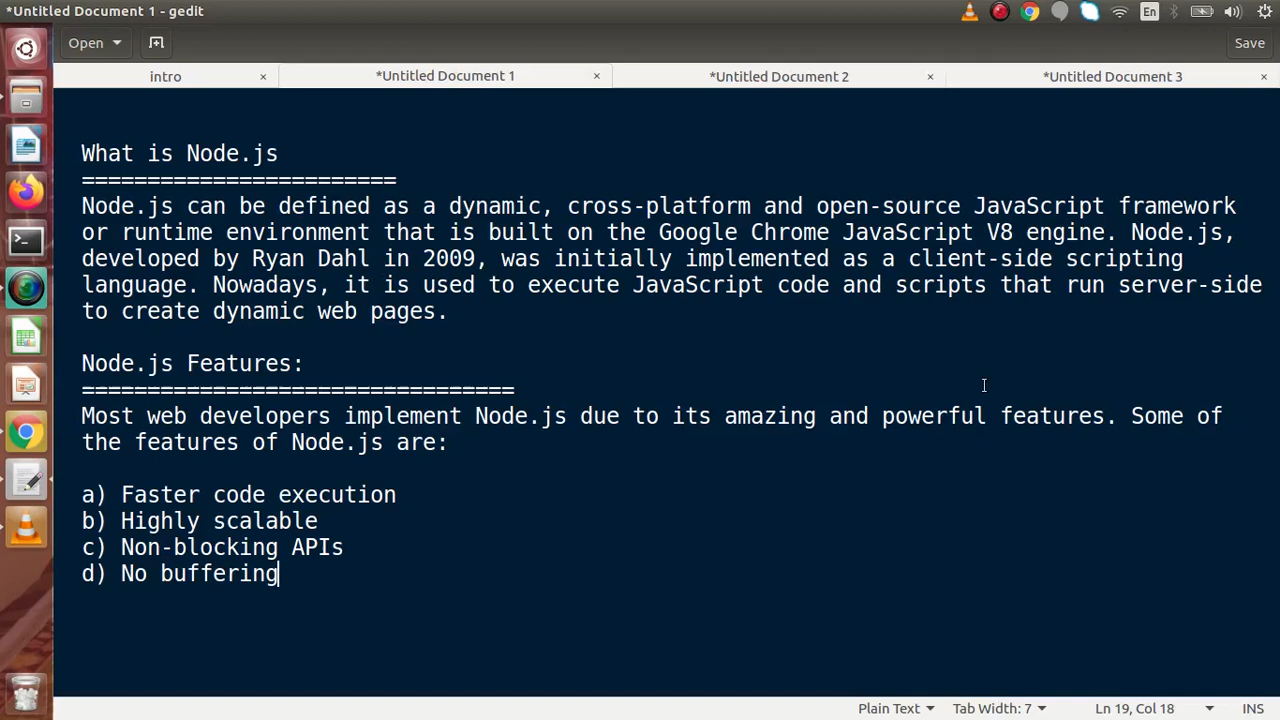 *Untitled Document 1 - gedit
En
Open
Save
intro
*Untitled Document 1
*Untitled Document 2
*Untitled Document 3
What is Node.js
========================
Node.js can be defined as a dynamic, cross-platform and open-source JavaScript framework
or runtime environment that is built on the Google Chrome JavaScript V8 engine. Node.js,
developed by Ryan Dahl in 2009, was initially implemented as a client-side scripting
language. Nowadays, it is used to execute JavaScript code and scripts that run server-side
to create dynamic web pages.
Node.js Features:
=================================
Most web developers implement Node.js due to its amazing and powerful features. Some of
the features of Node.js are:
a) Faster code execution
b) Highly scalable
c) Non-blocking APIs
d) No buffering
Plain Text
Tab Width: 7
Ln 19, Col 18
INS